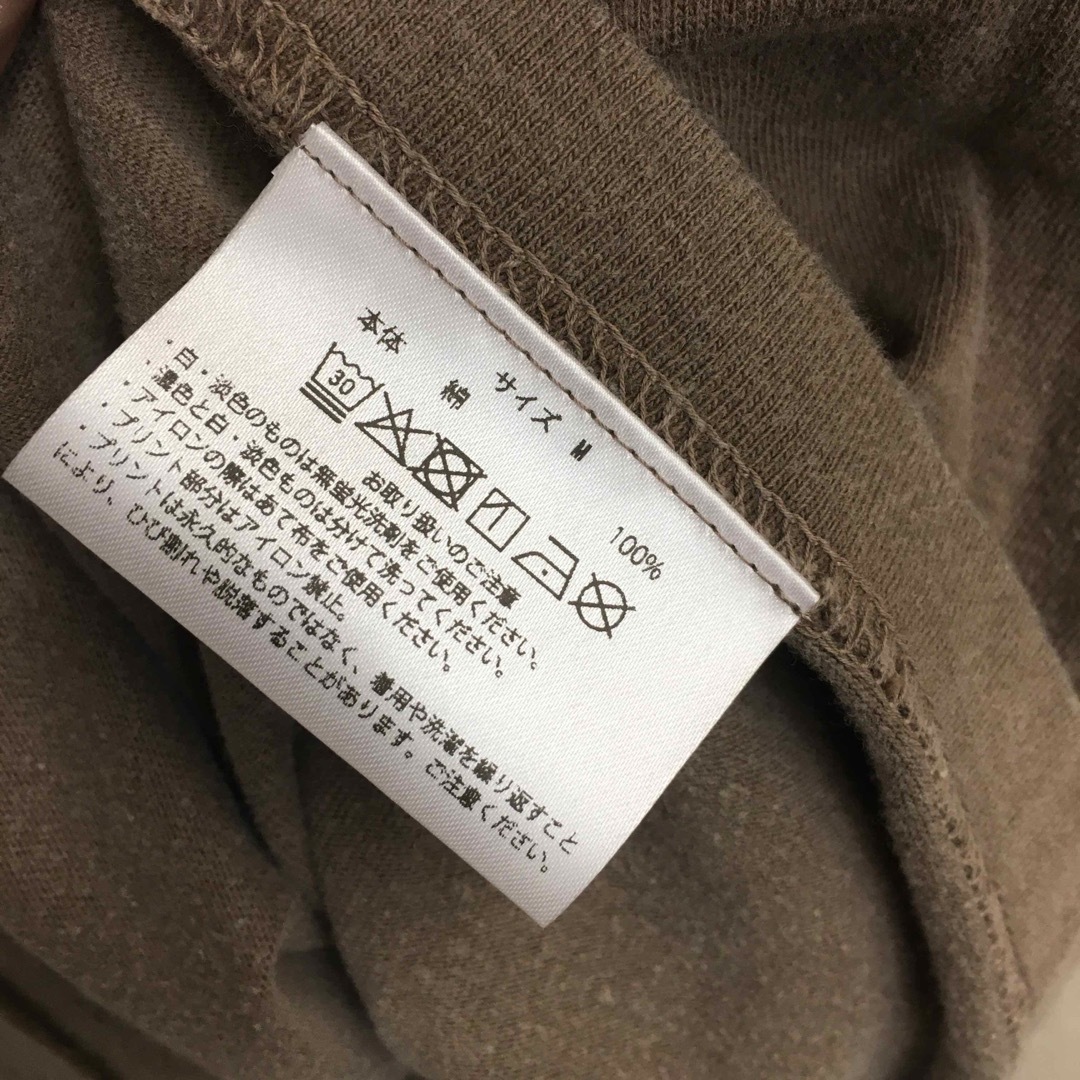 サイズ M
本体 綿 100%
30
お取り扱いのご注意
・白・淡色のものは無蛍光洗剤をご使用ください。
・濃色と白・淡色ものは分けて洗ってください。
・アイロンの際はあて布をご使用ください。
・プリント部分はアイロン禁止。
・プリントは永久的なものではなく、着用や洗濯を繰り返すこと
により、ひび割れや脱落することがあります。ご注意ください。